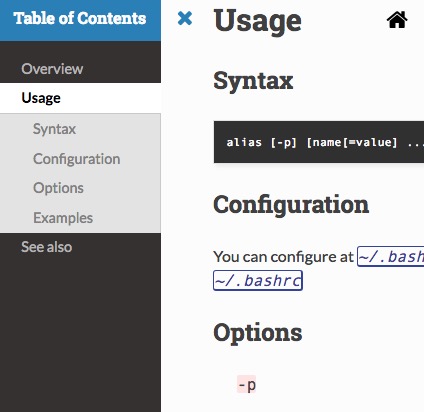 Table of Contents
Overview
Usage
Syntax
Configuration
Options
Examples
See also
Usage
Syntax
alias [-p] [name[=value] ...
Configuration
You can configure at ~/.bash
~/.bashrc
Options
-p